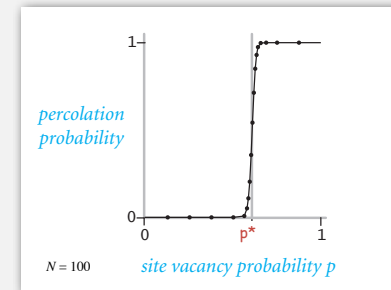 1
percolation
probability
0
0
p*
1
N = 100
site vacancy probability p